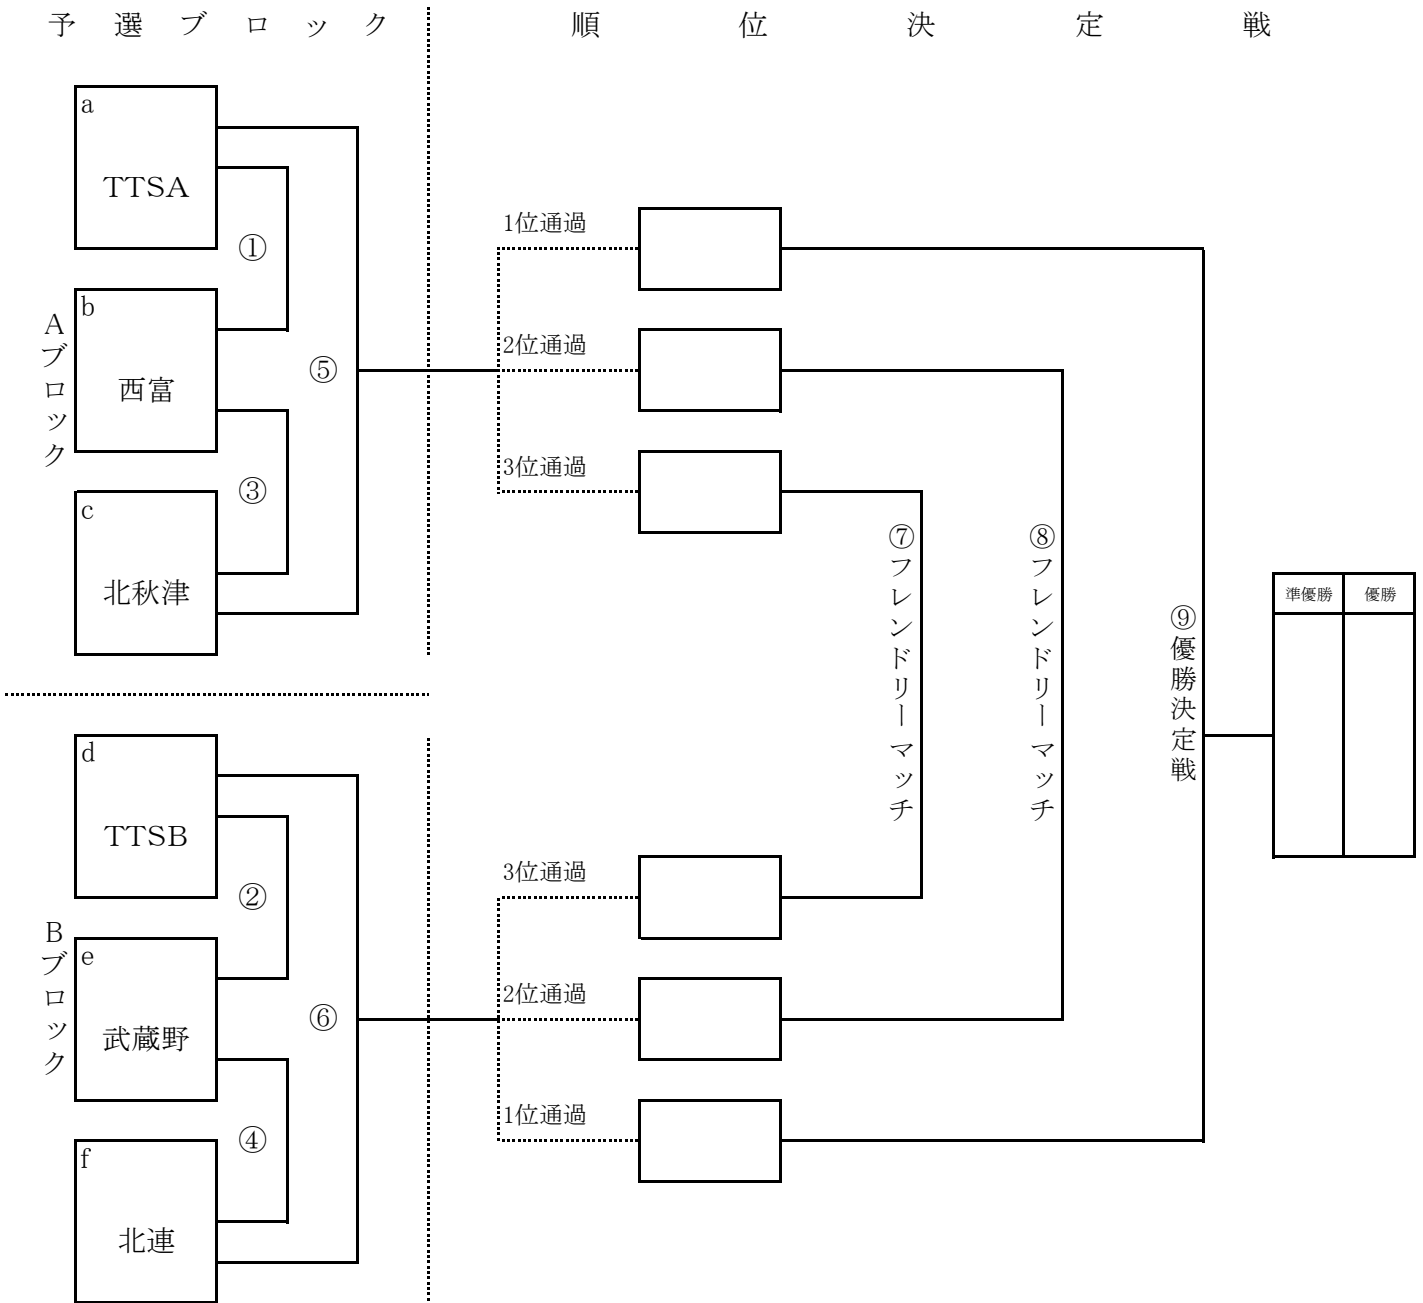 予選ブロック
順位決定戦
Aブロック
a
TTSA
①
b
西富
⑤
③
c
北秋津
Bブロック
d
TTSB
②
e
武蔵野
⑥
④
f
北連
1位通過
2位通過
3位通過
⑦フレンドリーマッチ
⑧フレンドリーマッチ
⑨優勝決定戦
準優勝
優勝
3位通過
2位通過
1位通過